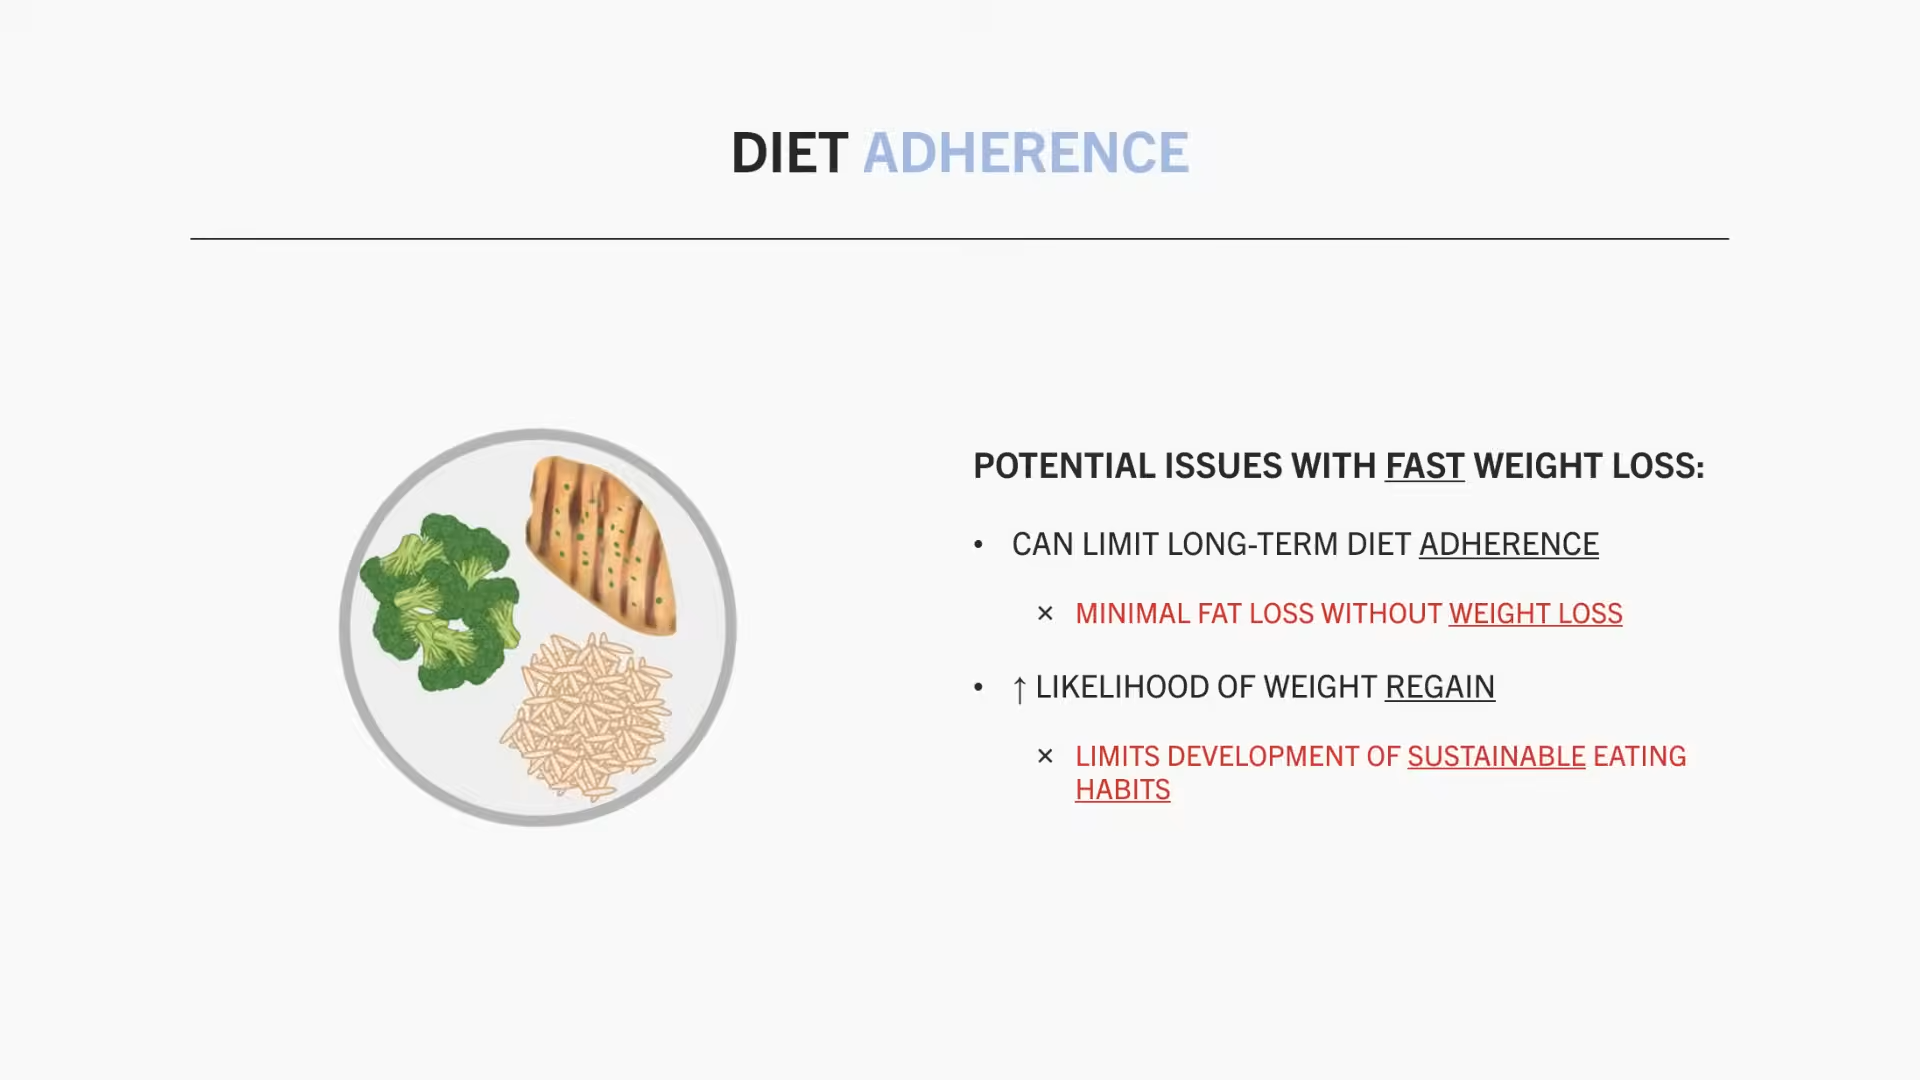 DIET ADHERENCE
POTENTIAL ISSUES WITH FAST WEIGHT LOSS:
• CAN LIMIT LONG-TERM DIET ADHERENCE
× MINIMAL FAT LOSS WITHOUT WEIGHT LOSS
• ↑ LIKELIHOOD OF WEIGHT REGAIN
× LIMITS DEVELOPMENT OF SUSTAINABLE EATING
HABITS